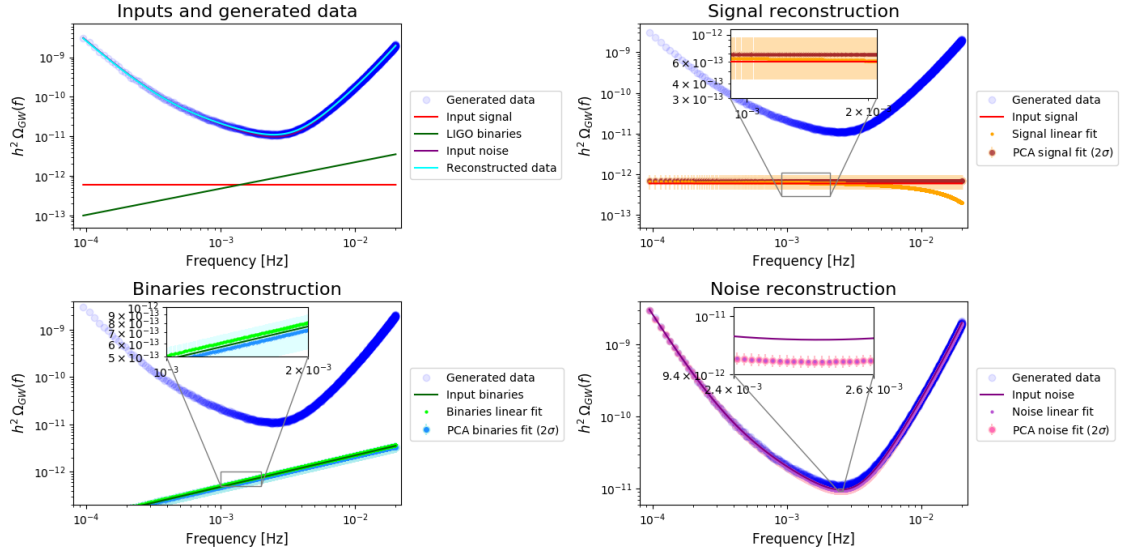 Inputs and generated data
10⁻⁹
10⁻¹⁰
10⁻¹¹
10⁻¹²
10⁻¹³
h² Ω_GW(f)
10⁻⁴
10⁻³
10⁻²
Frequency [Hz]
Generated data
Input signal
LIGO binaries
Input noise
Reconstructed data
Signal reconstruction
10⁻⁹
10⁻¹⁰
10⁻¹¹
10⁻¹²
10⁻¹³
h² Ω_GW(f)
10⁻¹²
6 × 10⁻¹³
4 × 10⁻¹³
3 × 10⁻¹³
10⁻³
2 × 10⁻³
10⁻⁴
10⁻³
10⁻²
Frequency [Hz]
Generated data
Input signal
Signal linear fit
PCA signal fit (2σ)
Binaries reconstruction
10⁻⁹
10⁻¹⁰
10⁻¹¹
10⁻¹²
h² Ω_GW(f)
10⁻¹²
9 × 10⁻¹³
8 × 10⁻¹³
7 × 10⁻¹³
6 × 10⁻¹³
5 × 10⁻¹³
10⁻³
2 × 10⁻³
10⁻⁴
10⁻³
10⁻²
Frequency [Hz]
Generated data
Input binaries
Binaries linear fit
PCA binaries fit (2σ)
Noise reconstruction
10⁻⁹
10⁻¹⁰
10⁻¹¹
h² Ω_GW(f)
10⁻¹¹
9.4 × 10⁻¹²
2.4 × 10⁻³
2.6 × 10⁻³
10⁻⁴
10⁻³
10⁻²
Frequency [Hz]
Generated data
Input noise
Noise linear fit
PCA noise fit (2σ)